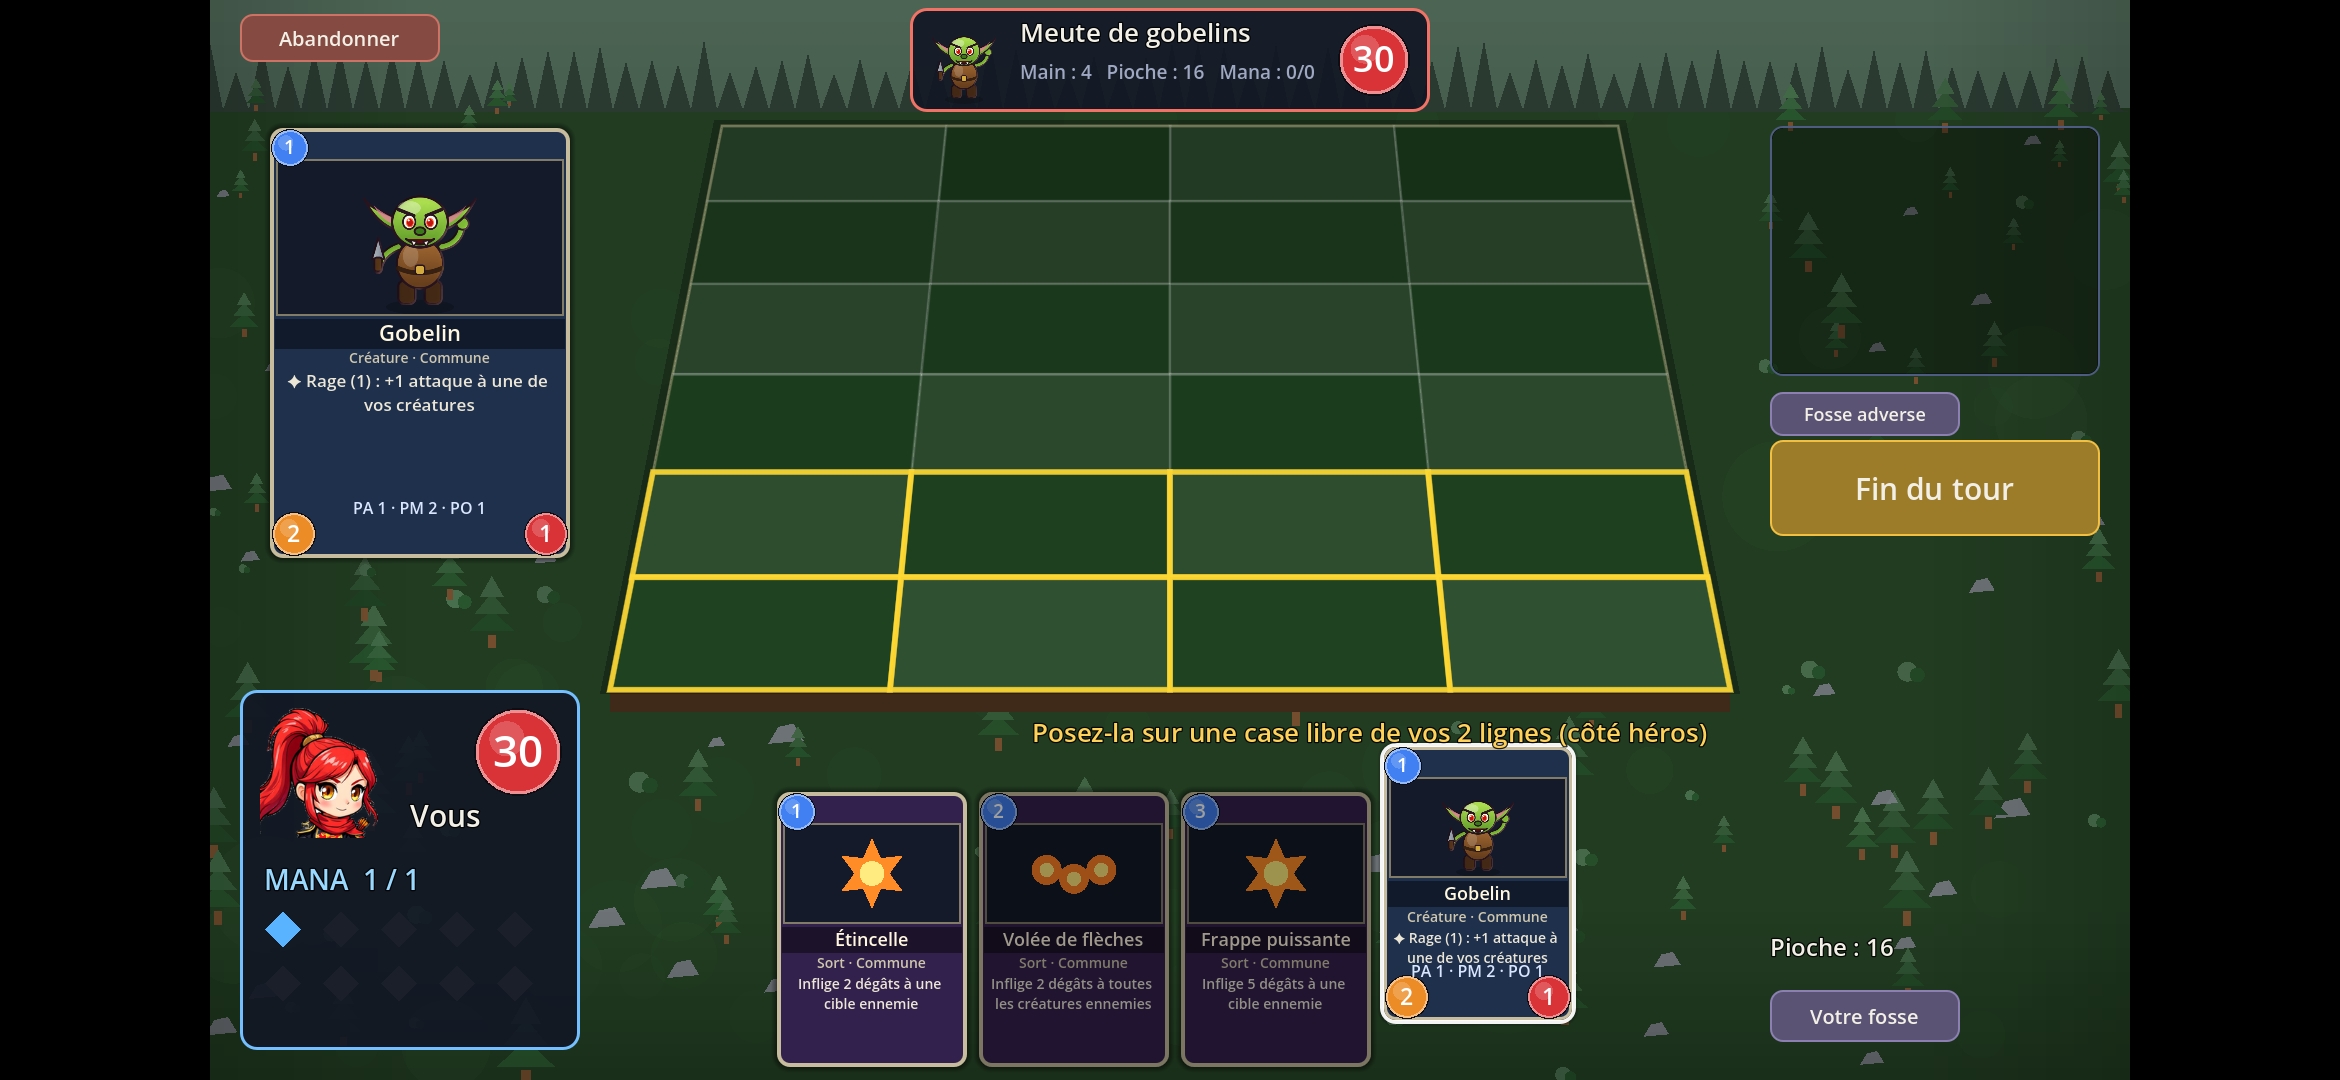 Abandonner
Meute de gobelins
Main : 4 Pioche : 16 Mana : 0/0
30
1
Gobelin
Créature · Commune
✦ Rage (1) : +1 attaque à une de
vos créatures
PA 1 · PM 2 · PO 1
2
1
Fosse adverse
Fin du tour
30
Vous
MANA 1 / 1
Posez-la sur une case libre de vos 2 lignes (côté héros)
1
Étincelle
Sort · Commune
Inflige 2 dégâts à une
cible ennemie
2
Volée de flèches
Sort · Commune
Inflige 2 dégâts à toutes
les créatures ennemies
3
Frappe puissante
Sort · Commune
Inflige 5 dégâts à une
cible ennemie
1
Gobelin
Créature · Commune
✦ Rage (1) : +1 attaque à
une de vos créatures
PA 1 · PM 2 · PO 1
2
1
Pioche : 16
Votre fosse